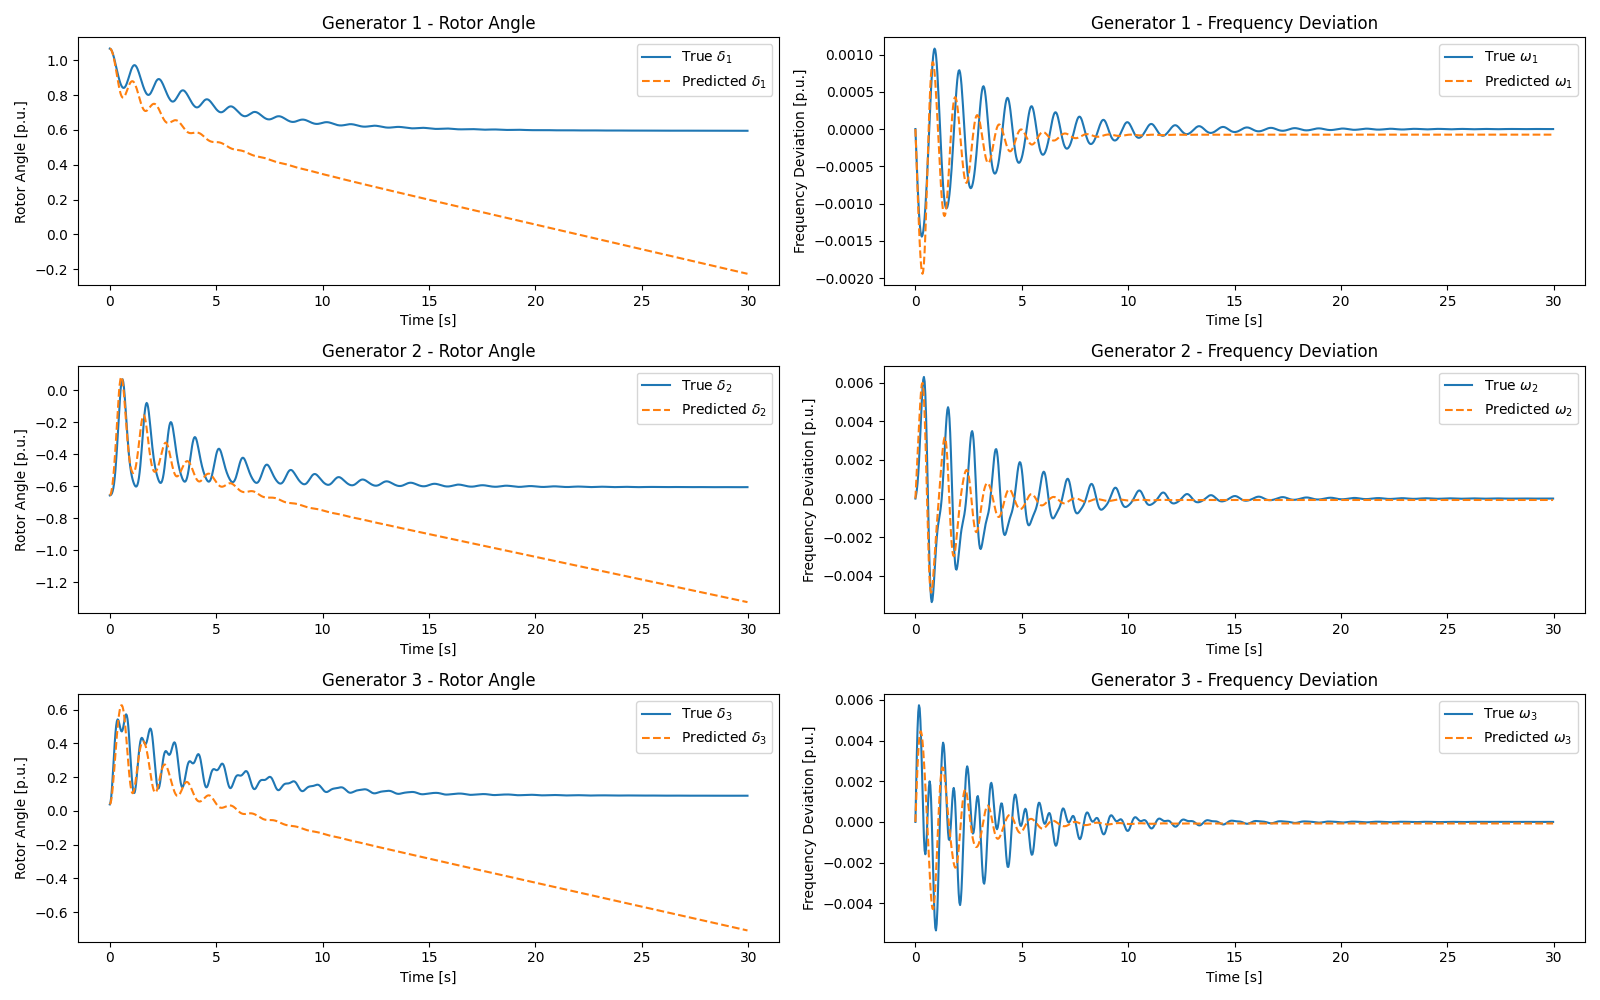 Generator 1 - Rotor Angle
Rotor Angle [p.u.]
1.0
0.8
0.6
0.4
0.2
0.0
−0.2
True δ₁
Predicted δ₁
0 5 10 15 20 25 30
Time [s]
Generator 1 - Frequency Deviation
Frequency Deviation [p.u.]
0.0010
0.0005
0.0000
−0.0005
−0.0010
−0.0015
−0.0020
True ω₁
Predicted ω₁
0 5 10 15 20 25 30
Time [s]
Generator 2 - Rotor Angle
Rotor Angle [p.u.]
0.0
−0.2
−0.4
−0.6
−0.8
−1.0
−1.2
True δ₂
Predicted δ₂
0 5 10 15 20 25 30
Time [s]
Generator 2 - Frequency Deviation
Frequency Deviation [p.u.]
0.006
0.004
0.002
0.000
−0.002
−0.004
True ω₂
Predicted ω₂
0 5 10 15 20 25 30
Time [s]
Generator 3 - Rotor Angle
Rotor Angle [p.u.]
0.6
0.4
0.2
0.0
−0.2
−0.4
−0.6
True δ₃
Predicted δ₃
0 5 10 15 20 25 30
Time [s]
Generator 3 - Frequency Deviation
Frequency Deviation [p.u.]
0.006
0.004
0.002
0.000
−0.002
−0.004
True ω₃
Predicted ω₃
0 5 10 15 20 25 30
Time [s]